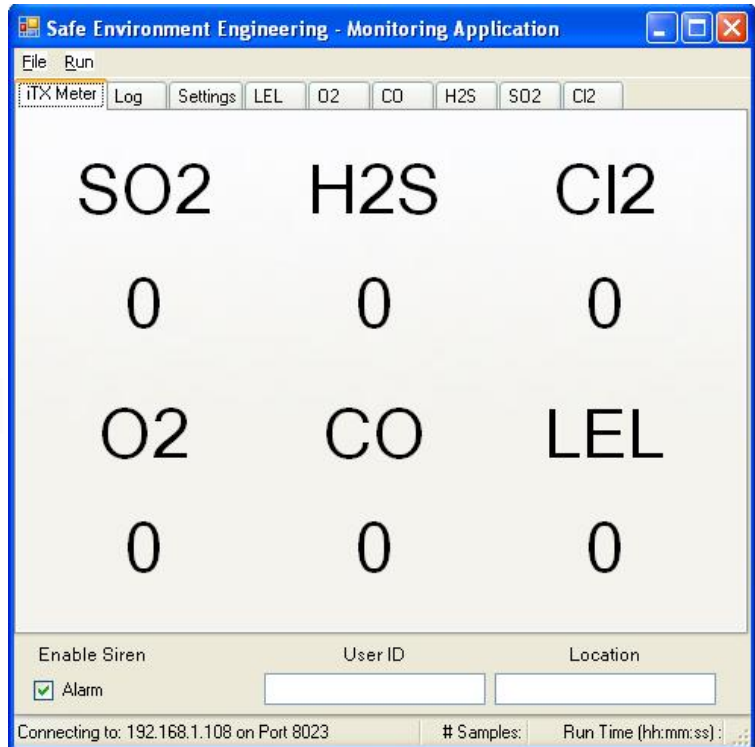 Safe Environment Engineering - Monitoring Application
File Run
iTX Meter Log Settings LEL O2 CO H2S SO2 Cl2
SO2 H2S Cl2
0 0 0
O2 CO LEL
0 0 0
Enable Siren User ID Location
Alarm
Connecting to: 192.168.1.108 on Port 8023 # Samples: Run Time (hh:mm:ss) :